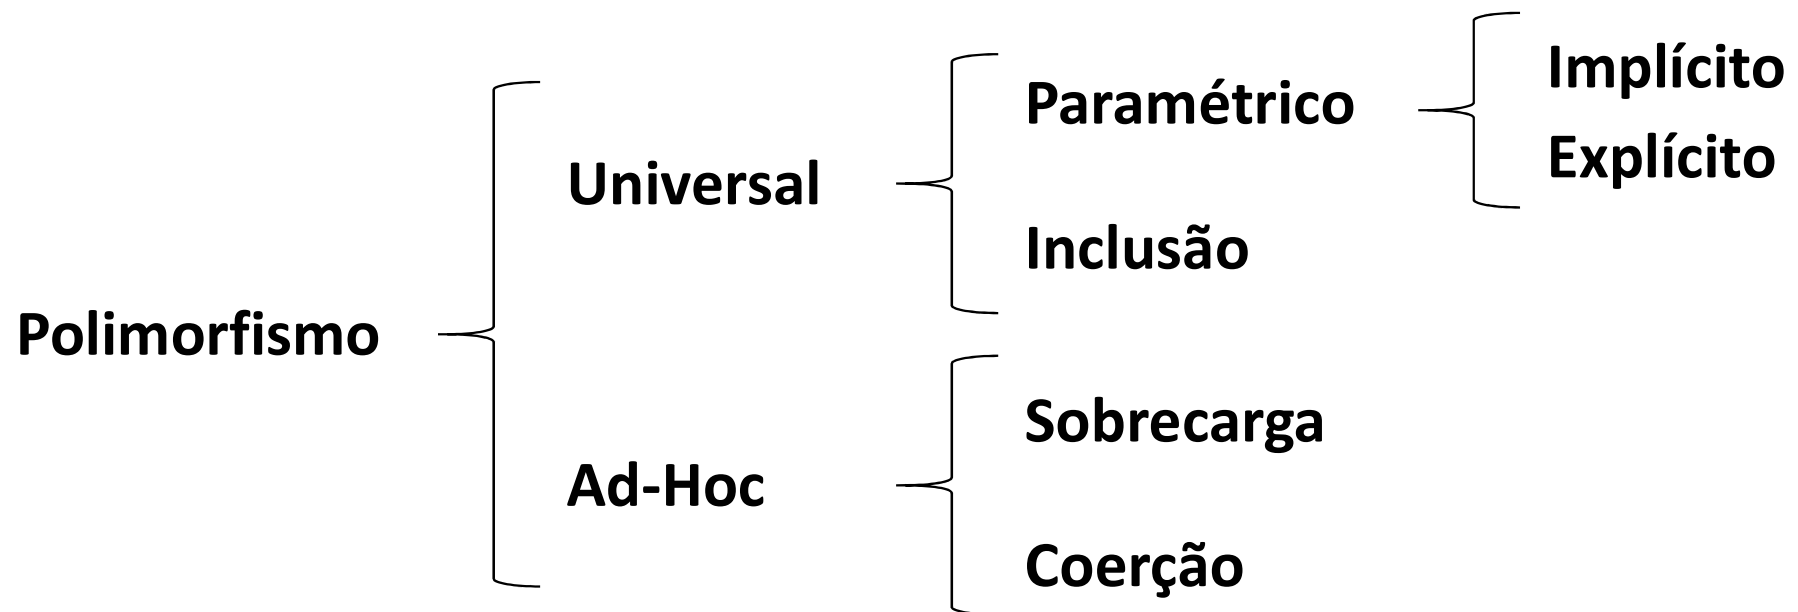 Polimorfismo
Universal
Paramétrico
Implícito
Explícito
Inclusão
Ad-Hoc
Sobrecarga
Coerção